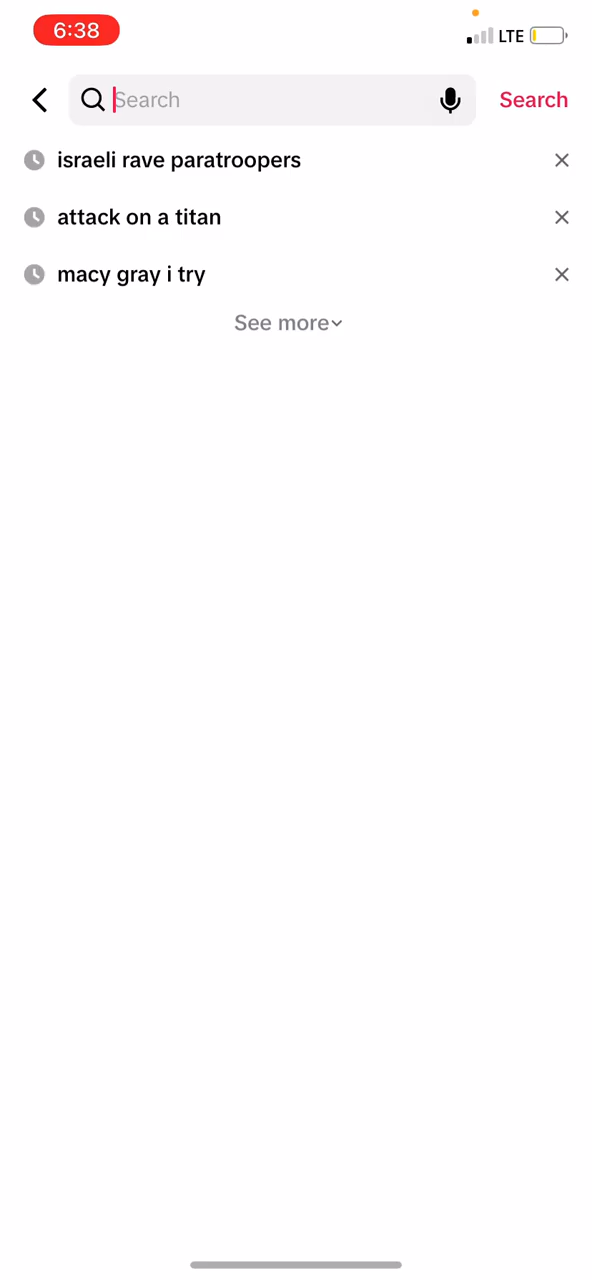 6:38
LTE
Search
Search
israeli rave paratroopers
attack on a titan
macy gray i try
See more